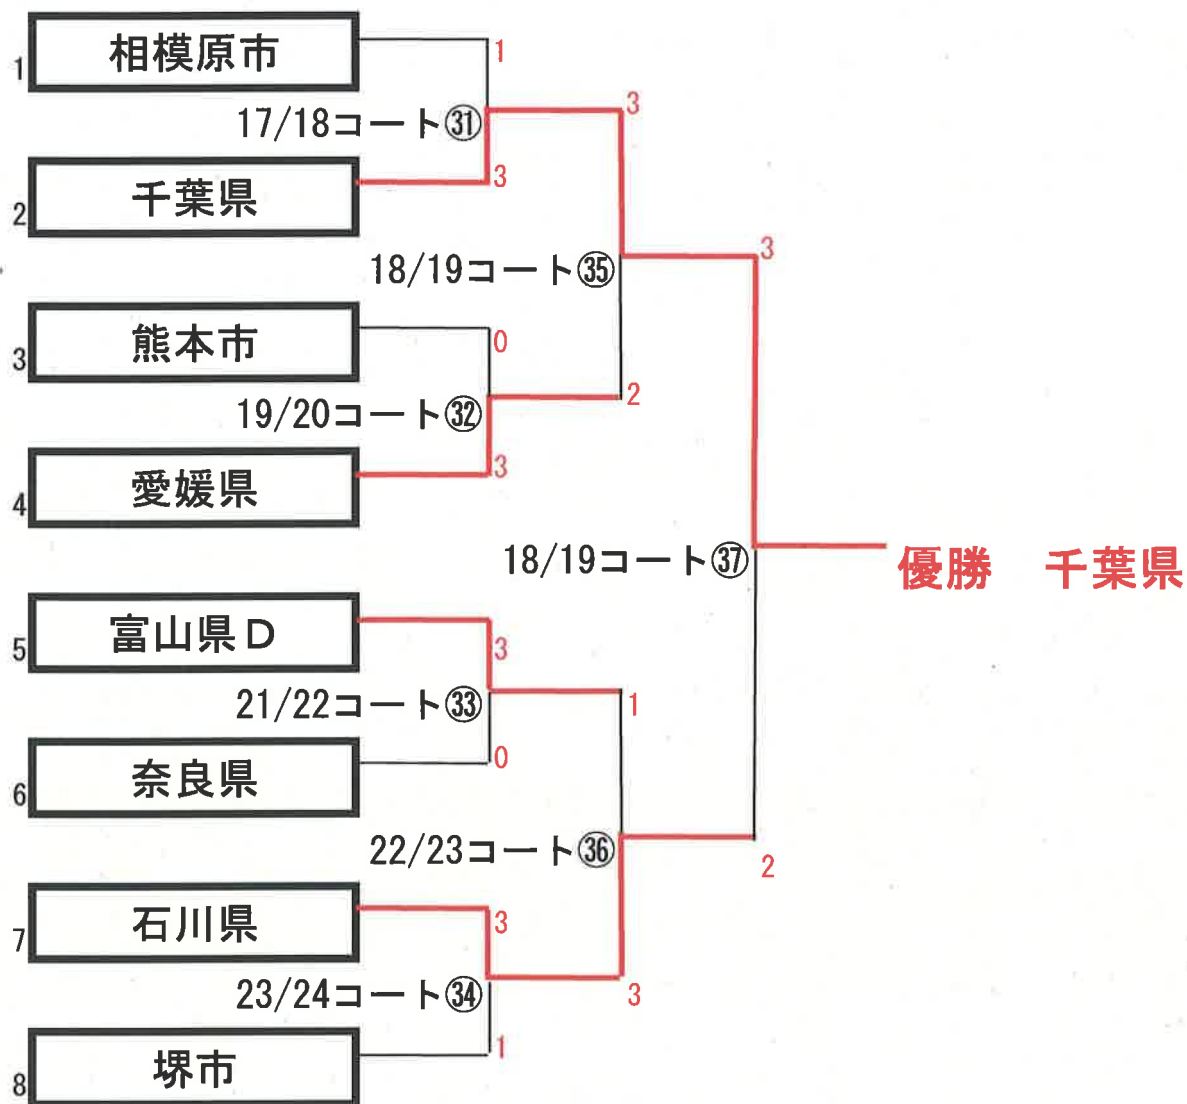 1 相模原市 1
17/18コート㉛ 3
2 千葉県 3
18/19コート㉟ 3
3 熊本市 0
19/20コート㉜ 2
4 愛媛県 3
18/19コート㊲ 優勝 千葉県
5 富山県D 3
21/22コート㉝ 1
6 奈良県 0
22/23コート㊱ 2
7 石川県 3
23/24コート㉞ 3
8 堺市 1